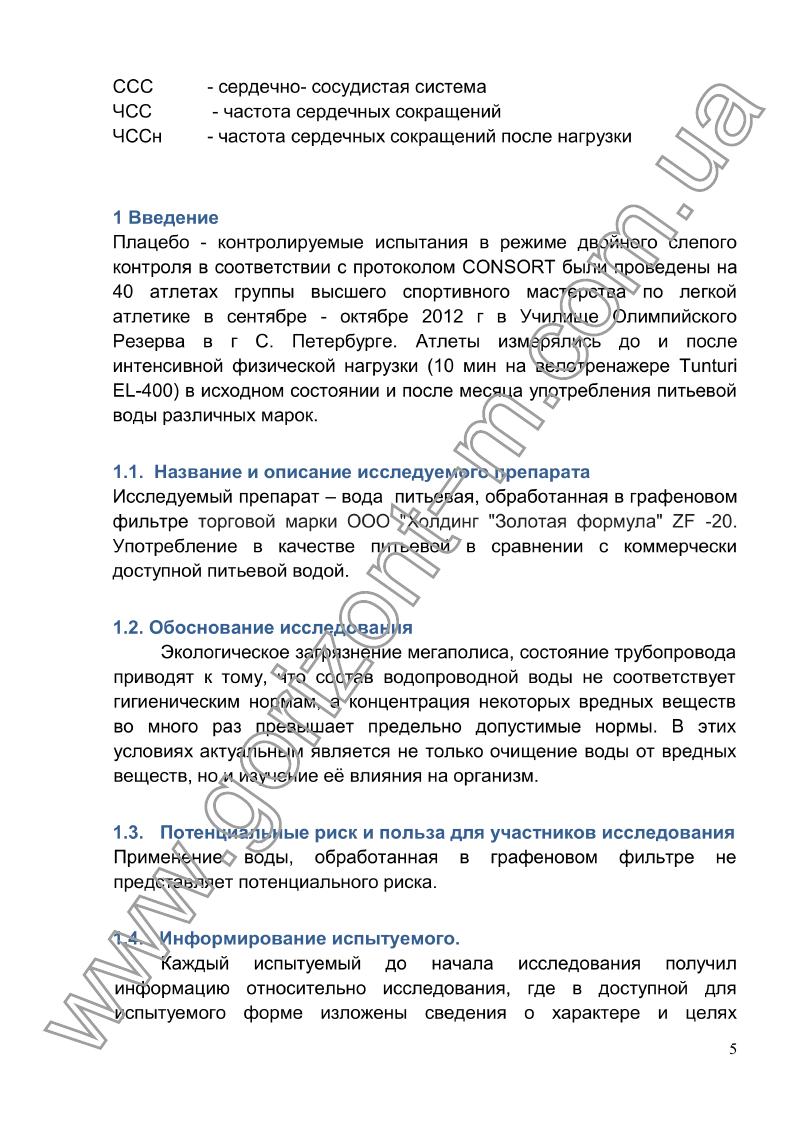 ССС - сердечно- сосудистая система
ЧСС - частота сердечных сокращений
ЧССн - частота сердечных сокращений после нагрузки
1 Введение
Плацебо - контролируемые испытания в режиме двойного слепого
контроля в соответствии с протоколом CONSORT были проведены на
40 атлетах группы высшего спортивного мастерства по легкой
атлетике в сентябре - октябре 2012 г в Училище Олимпийского
Резерва в г С. Петербурге. Атлеты измерялись до и после
интенсивной физической нагрузки (10 мин на велотренажере Tunturi
EL-400) в исходном состоянии и после месяца употребления питьевой
воды различных марок.
1.1. Название и описание исследуемого препарата
Исследуемый препарат – вода питьевая, обработанная в графеновом
фильтре торговой марки ООО "Холдинг "Золотая формула" ZF -20.
Употребление в качестве питьевой в сравнении с коммерчески
доступной питьевой водой.
1.2. Обоснование исследования
Экологическое загрязнение мегаполиса, состояние трубопровода
приводят к тому, что состав водопроводной воды не соответствует
гигиеническим нормам, а концентрация некоторых вредных веществ
во много раз превышает предельно допустимые нормы. В этих
условиях актуальным является не только очищение воды от вредных
веществ, но и изучение её влияния на организм.
1.3. Потенциальные риск и польза для участников исследования
Применение воды, обработанная в графеновом фильтре не
представляет потенциального риска.
1.4. Информирование испытуемого.
Каждый испытуемый до начала исследования получил
информацию относительно исследования, где в доступной для
испытуемого форме изложены сведения о характере и целях
5
www.gorizont-m.com.ua